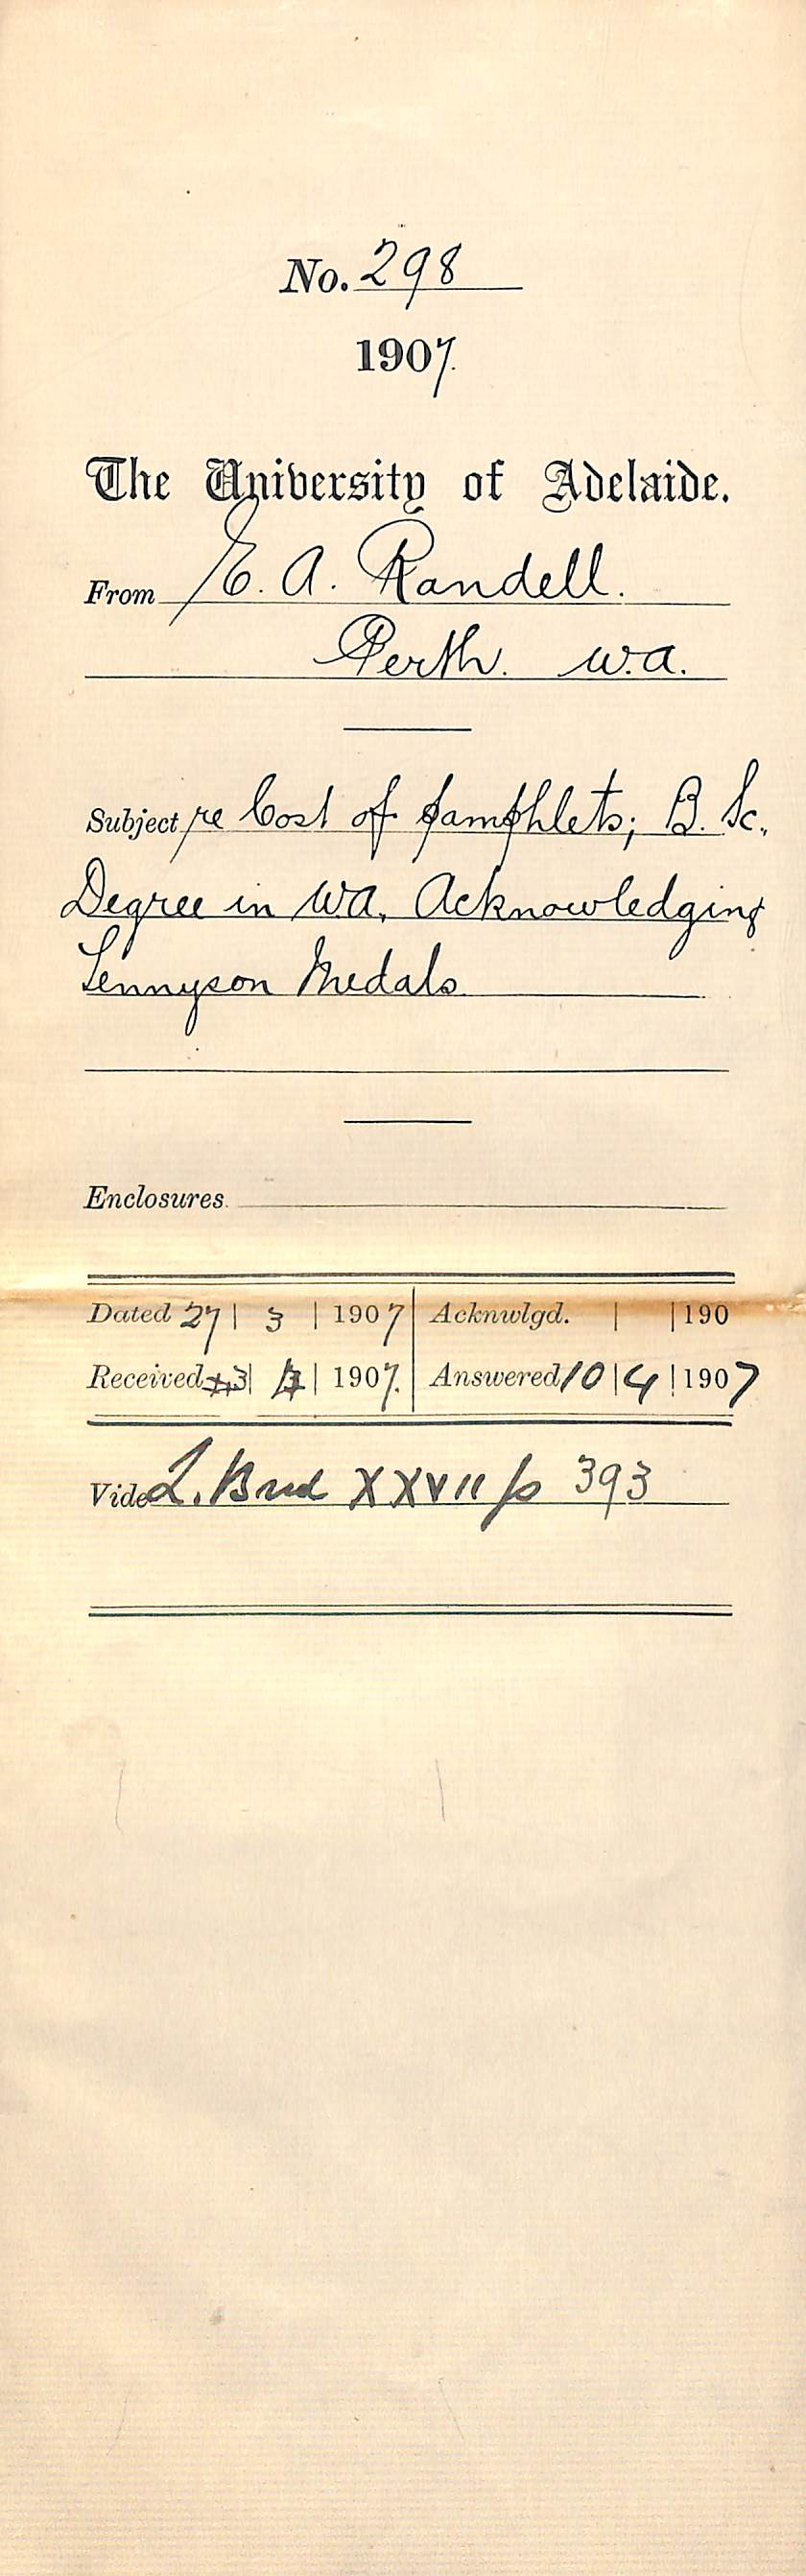 No. 298
1907.
The University of Adelaide.
From E. A. Randell.
Perth. W.A.
Subject re Cost of pamphlets; B. Sc.
Degree in WA. Acknowledging
Tennyson Medals
Enclosures.
Dated 27 | 3 | 1907 | Acknwlgd. | | 190
Received 3 | | 1907. | Answered 10 | 4 | 1907
Vide L. XXVII p 393